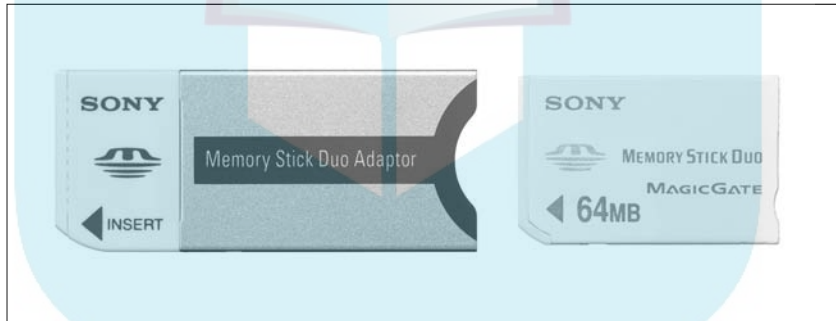 SONY
Memory Stick Duo Adaptor
INSERT
SONY
MEMORY STICK DUO
MAGICGATE
64MB